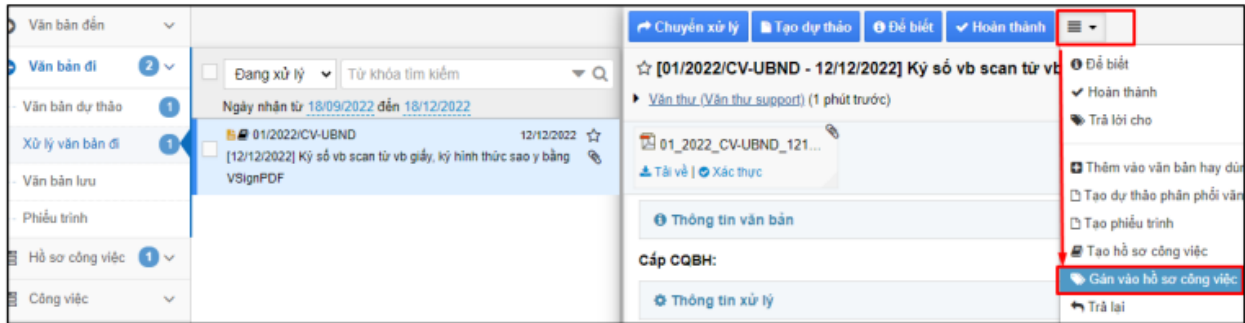 Văn bản đến
Văn bản đi 2
Văn bản dự thảo 1
Xử lý văn bản đi 1
Văn bản lưu
Phiếu trình
Hồ sơ công việc 1
Công việc
Đang xử lý Từ khóa tìm kiếm
Ngày nhận từ 18/09/2022 đến 18/12/2022
01/2022/CV-UBND 12/12/2022
[12/12/2022] Ký số vb scan từ vb giấy, ký hình thức sao y bằng
VSignPDF
Chuyển xử lý Tạo dự thảo Để biết Hoàn thành
[01/2022/CV-UBND - 12/12/2022] Ký số vb scan từ vb
Văn thư (Văn thư support) (1 phút trước)
01_2022_CV-UBND_121...
Tải về | Xác thực
Thông tin văn bản
Cấp CQBH:
Thông tin xử lý
Để biết
Hoàn thành
Trả lời cho
Thêm vào văn bản hay dùn
Tạo dự thảo phân phối văn
Tạo phiếu trình
Tạo hồ sơ công việc
Gán vào hồ sơ công việc
Trả lại